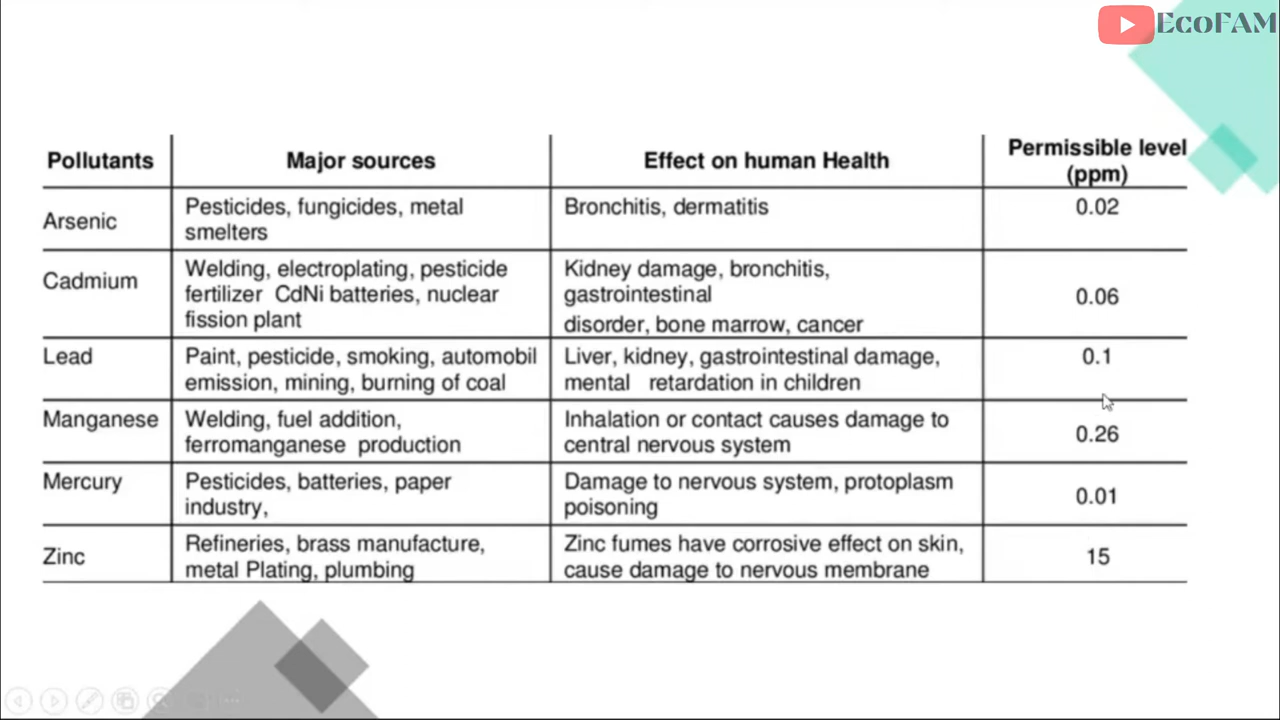 EcoFAM
Pollutants
Major sources
Effect on human Health
Permissible level
(ppm)
Arsenic
Pesticides, fungicides, metal
smelters
Bronchitis, dermatitis
0.02
Cadmium
Welding, electroplating, pesticide
fertilizer CdNi batteries, nuclear
fission plant
Kidney damage, bronchitis,
gastrointestinal
disorder, bone marrow, cancer
0.06
Lead
Paint, pesticide, smoking, automobil
emission, mining, burning of coal
Liver, kidney, gastrointestinal damage,
mental retardation in children
0.1
Manganese
Welding, fuel addition,
ferromanganese production
Inhalation or contact causes damage to
central nervous system
0.26
Mercury
Pesticides, batteries, paper
industry,
Damage to nervous system, protoplasm
poisoning
0.01
Zinc
Refineries, brass manufacture,
metal Plating, plumbing
Zinc fumes have corrosive effect on skin,
cause damage to nervous membrane
15